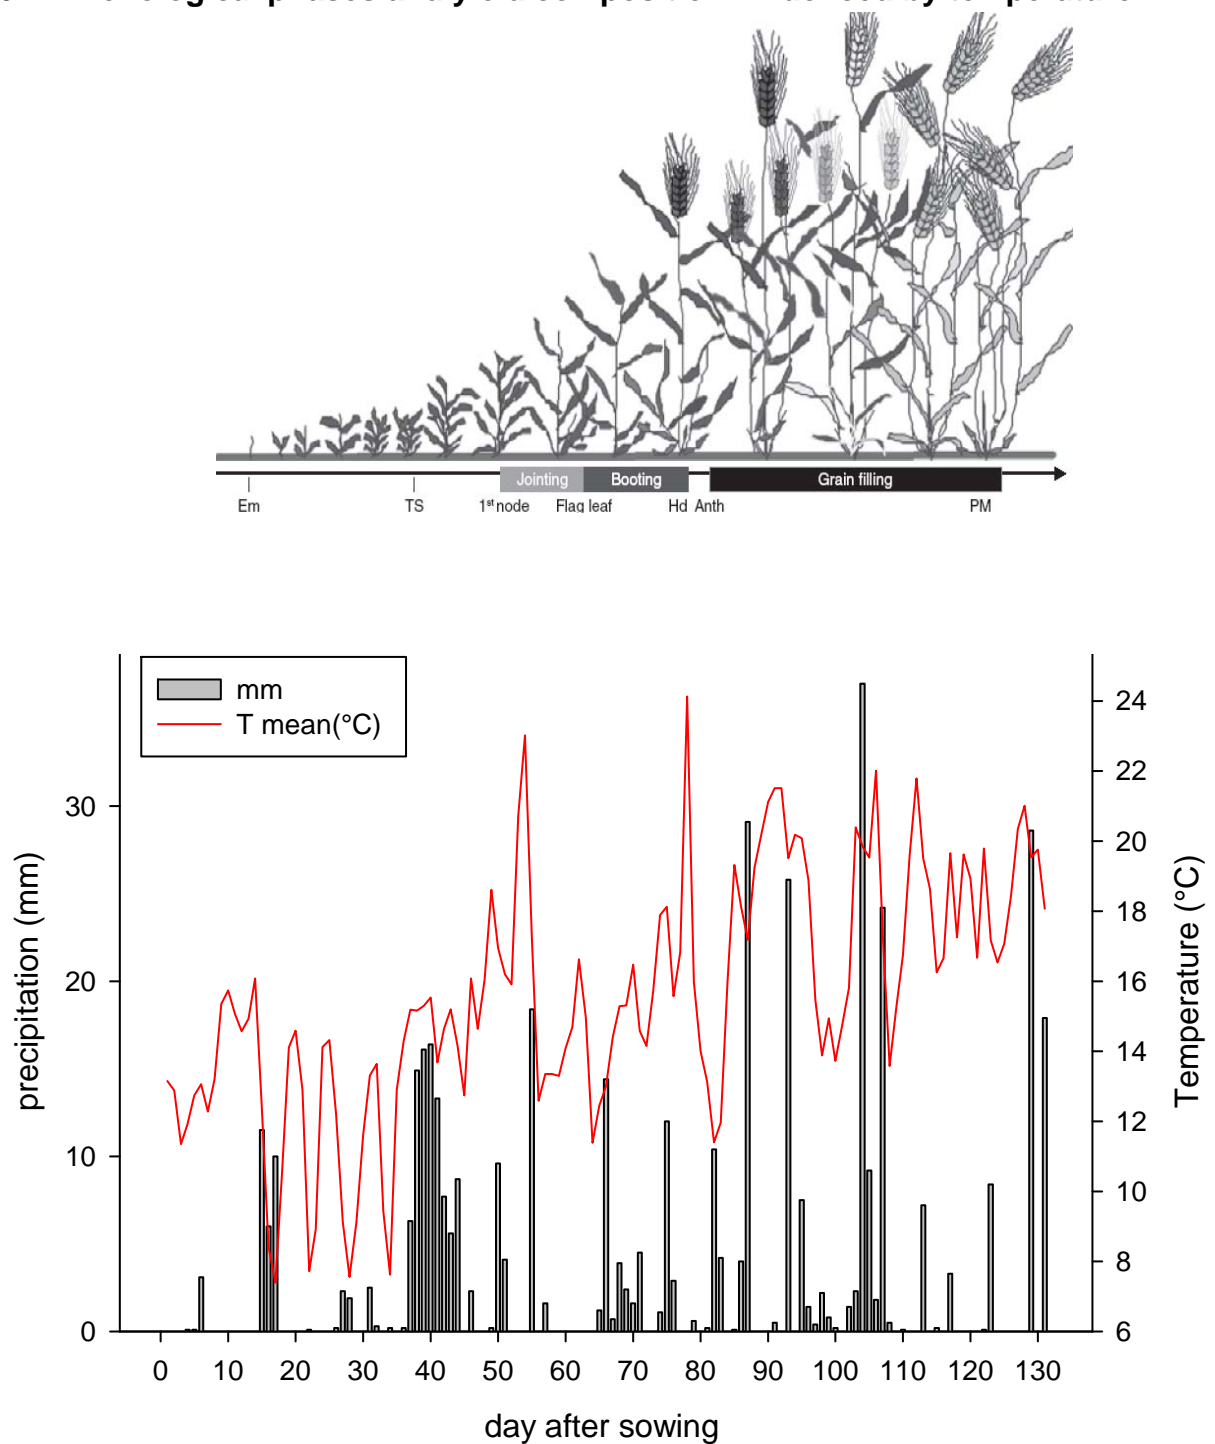 by temperature
Jointing Booting Grain filling
Em TS 1st node Flag leaf Hd Anth PM
mm
T mean(°C)
precipitation (mm)
30
20
10
0
Temperature (°C)
24
22
20
18
16
14
12
10
8
6
0 10 20 30 40 50 60 70 80 90 100 110 120 130
day after sowing